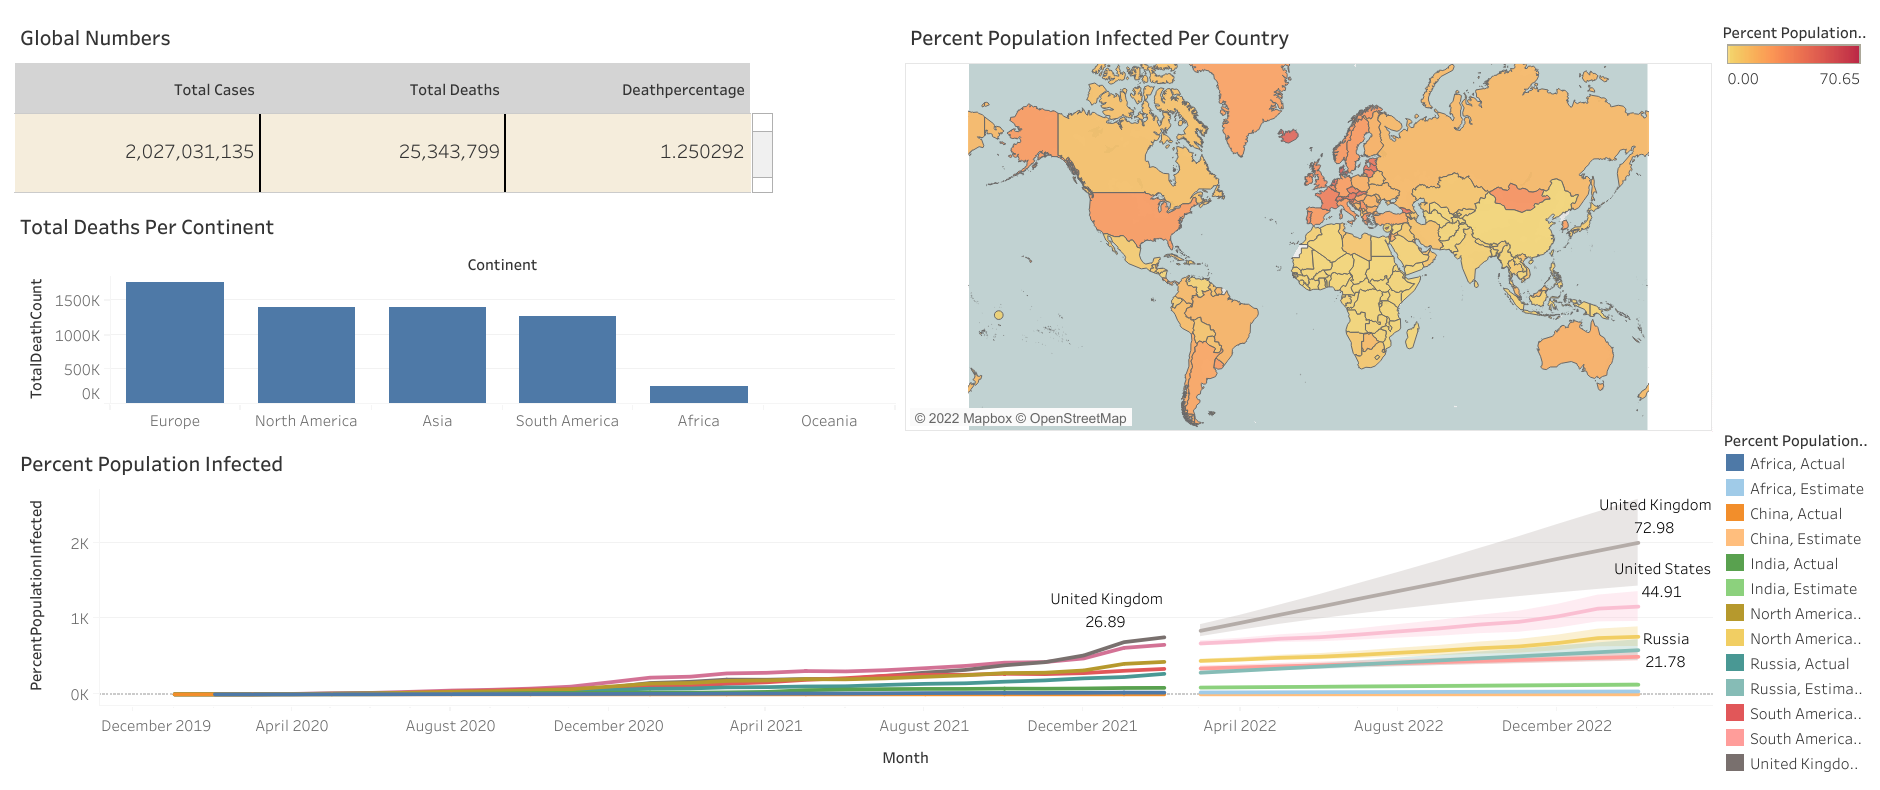 Global Numbers
Total Cases Total Deaths Deathpercentage
2,027,031,135 25,343,799 1.250292
Total Deaths Per Continent
Continent
TotalDeathCount
1500K
1000K
500K
0K
Europe North America Asia South America Africa Oceania
Percent Population Infected Per Country
© 2022 Mapbox © OpenStreetMap
Percent Population..
0.00 70.65
Percent Population Infected
PercentPopulationInfected
2K
1K
0K
United Kingdom
26.89
United Kingdom
72.98
United States
44.91
Russia
21.78
December 2019 April 2020 August 2020 December 2020 April 2021 August 2021 December 2021 April 2022 August 2022 December 2022
Month
Percent Population..
Africa, Actual
Africa, Estimate
China, Actual
China, Estimate
India, Actual
India, Estimate
North America..
North America..
Russia, Actual
Russia, Estima..
South America..
South America..
United Kingdo..